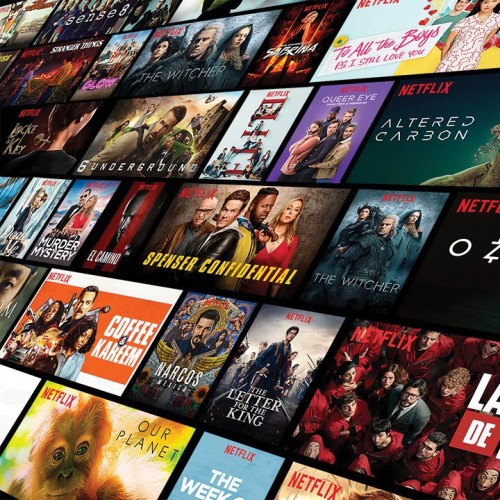 sense8
NETFLIX
STRANGER THINGS
GLOW
NETFLIX
THE WITCHER
SABRINA
NETFLIX
To All the Boys
P.S. I STILL LOVE YOU
LOCKE
& KEY
NETFLIX
6 UNDERGROUND
NETFLIX
NETFLIX
QUEER EYE
NETFLIX
ALTERED
CARBON
MURDER
MYSTERY
EL CAMINO
NETFLIX
SPENSER CONFIDENTIAL
NETFLIX
THE WITCHER
NETFLIX
NETFLIX
COFFEE
&
KAREEM
NETFLIX
NARCOS
MEXICO
NETFLIX
THE
LETTER
FOR THE
KING
NETFLIX
LA
DE
NETFLIX
OUR
PLANET
NETFLIX
THE
WEEK
NETFLIX